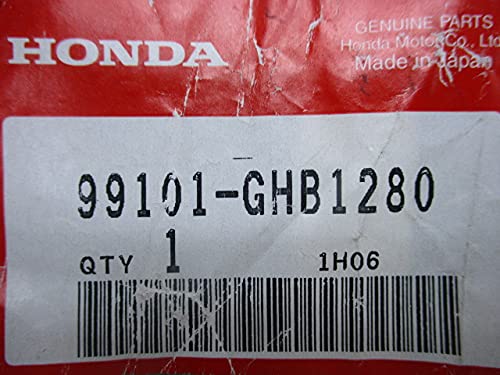 HONDA
GENUINE PARTS
Honda Motor Co., Ltd
Made in Japan
99101-GHB1280
QTY 1 1H06